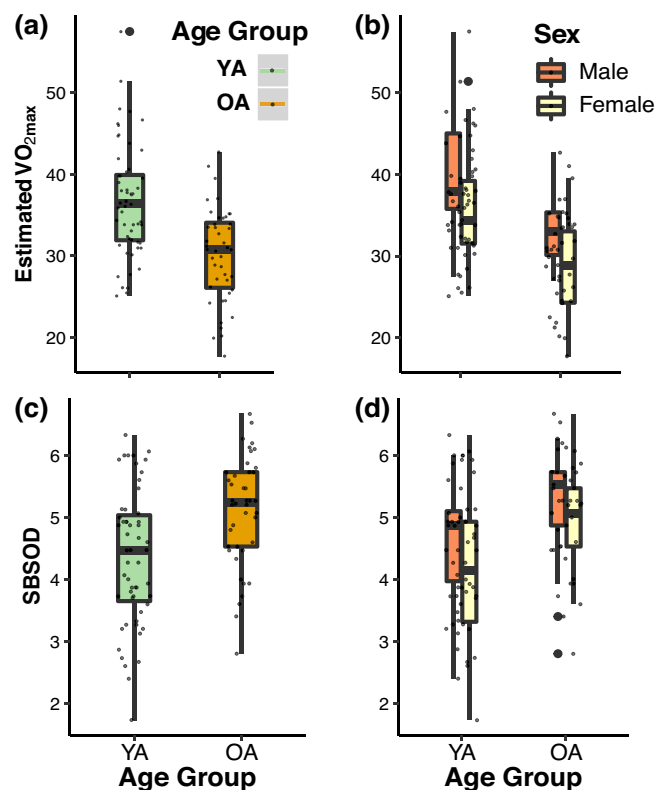 (a)
Age Group
YA
OA
Estimated VO2max
50
40
30
20
(b)
Sex
Male
Female
50
40
30
20
(c)
SBSOD
6
5
4
3
2
YA
OA
Age Group
(d)
6
5
4
3
2
YA
OA
Age Group